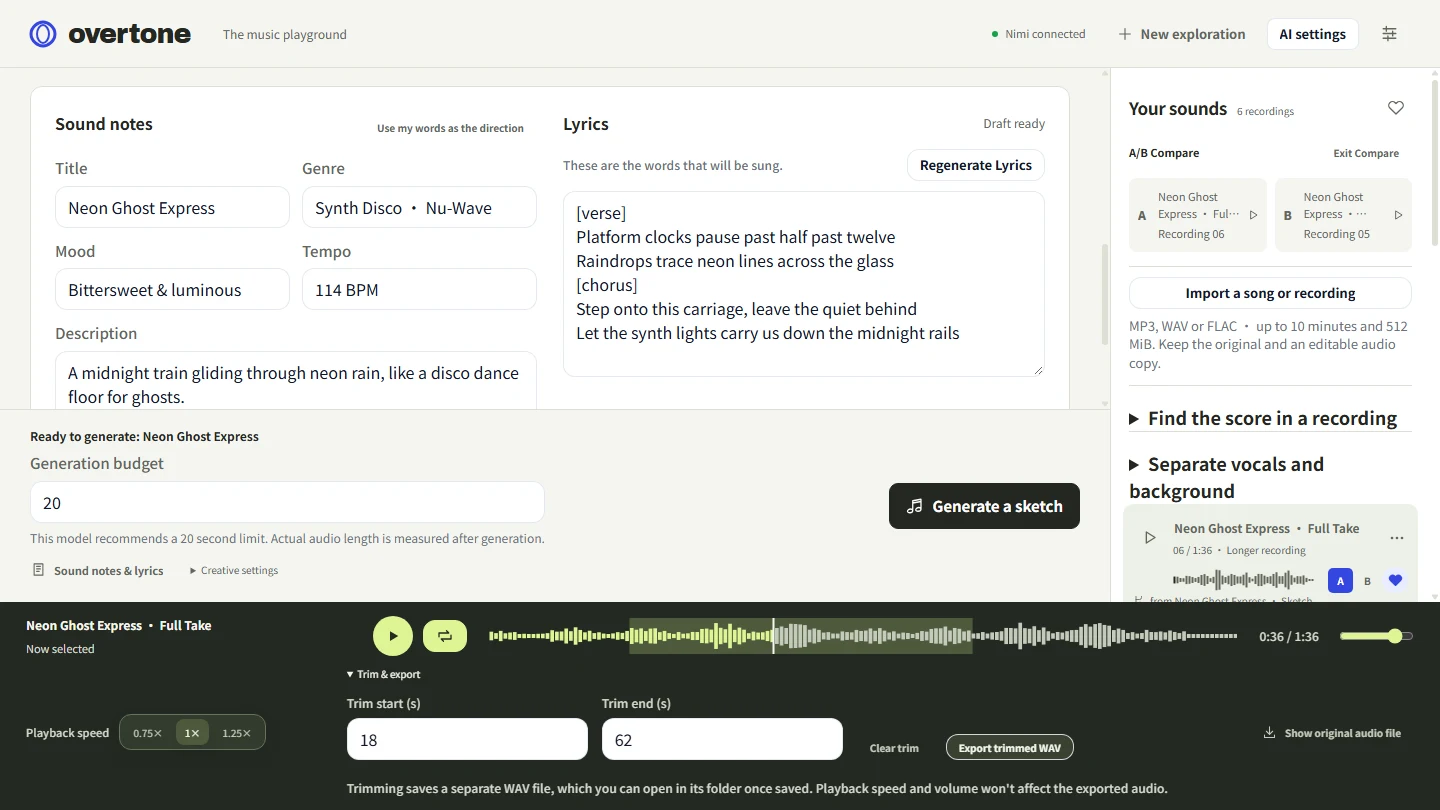 overtone
The music playground
Nimi connected
New exploration
AI settings
Sound notes
Use my words as the direction
Title
Genre
Neon Ghost Express
Synth Disco • Nu-Wave
Mood
Tempo
Bittersweet & luminous
114 BPM
Description
A midnight train gliding through neon rain, like a disco dance
floor for ghosts.
Lyrics
Draft ready
These are the words that will be sung.
Regenerate Lyrics
[verse]
Platform clocks pause past half past twelve
Raindrops trace neon lines across the glass
[chorus]
Step onto this carriage, leave the quiet behind
Let the synth lights carry us down the midnight rails
Ready to generate: Neon Ghost Express
Generation budget
20
This model recommends a 20 second limit. Actual audio length is measured after generation.
Generate a sketch
Sound notes & lyrics
Creative settings
Your sounds
6 recordings
A/B Compare
Exit Compare
A
Neon Ghost
Express • Ful···
Recording 06
B
Neon Ghost
Express • ···
Recording 05
Import a song or recording
MP3, WAV or FLAC • up to 10 minutes and 512
MiB. Keep the original and an editable audio
copy.
Find the score in a recording
Separate vocals and
background
Neon Ghost Express • Full Take
06 / 1:36 • Longer recording
A
B
from Neon Ghost Express • Sketch
Neon Ghost Express • Full Take
Now selected
0:36 / 1:36
Trim & export
Trim start (s)
Trim end (s)
Playback speed
0.75×
1×
1.25×
18
62
Clear trim
Export trimmed WAV
Show original audio file
Trimming saves a separate WAV file, which you can open in its folder once saved. Playback speed and volume won't affect the exported audio.